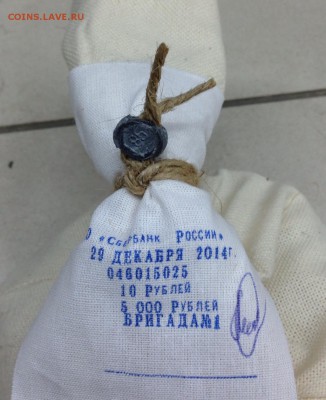 COINS.LAVE.RU
О "Сбербанк России"
29 ДЕКАБРЯ 2014г.
046015025
10 РУБЛЕЙ
5 000 РУБЛЕЙ
БРИГАДА№1